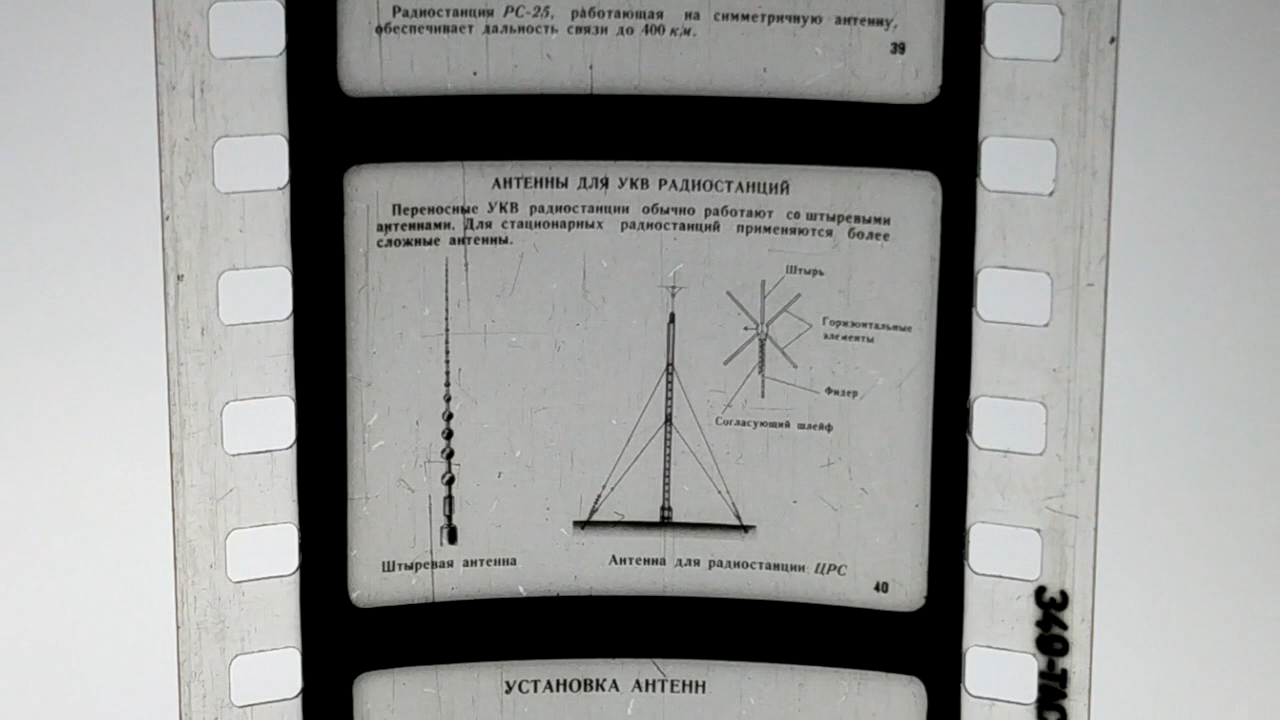 Радиостанция РС-25, работающая на симметричную антенну,
обеспечивает дальность связи до 400 км.
39
АНТЕННЫ ДЛЯ УКВ РАДИОСТАНЦИЙ
Переносные УКВ радиостанции обычно работают со штыревыми
антеннами. Для стационарных радиостанций применяются более
сложные антенны.
Штырь
Горизонтальные
элементы
Фидер
Согласующий шлейф
Штыревая антенна
Антенна для радиостанции ЦРС
40
УСТАНОВКА АНТЕНН